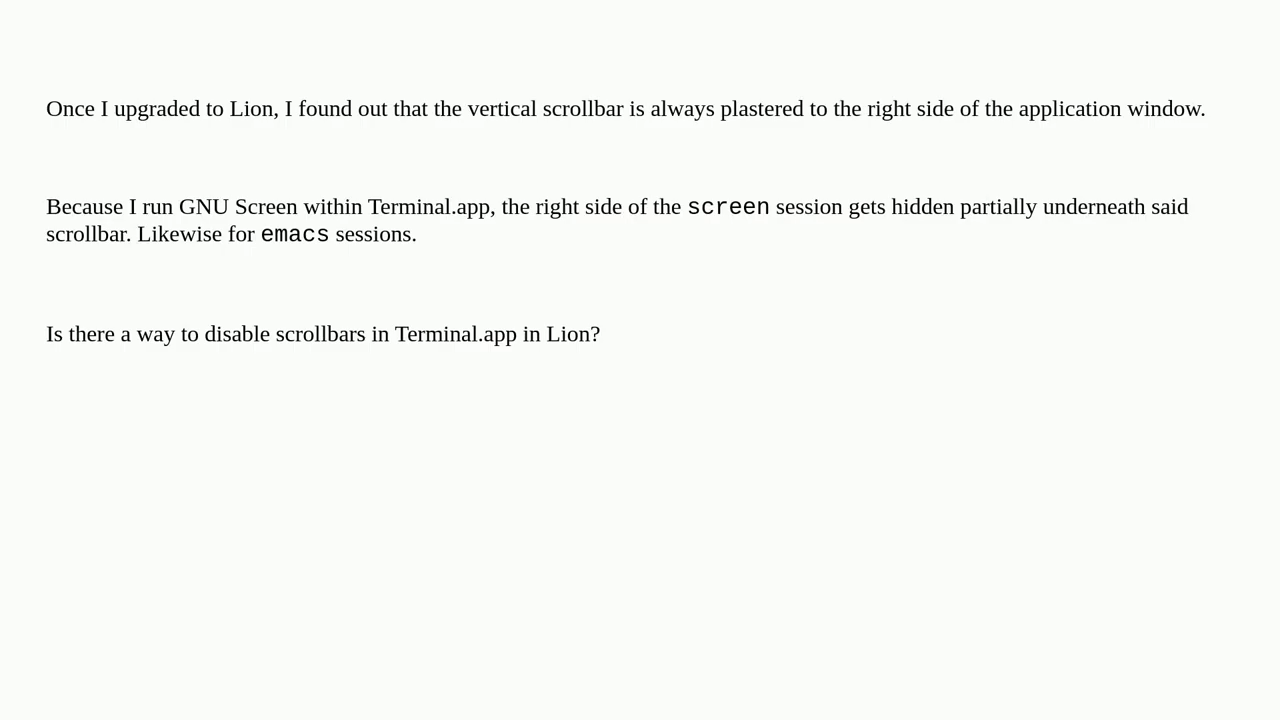 Once I upgraded to Lion, I found out that the vertical scrollbar is always plastered to the right side of the application window.
Because I run GNU Screen within Terminal.app, the right side of the screen session gets hidden partially underneath said
scrollbar. Likewise for emacs sessions.
Is there a way to disable scrollbars in Terminal.app in Lion?